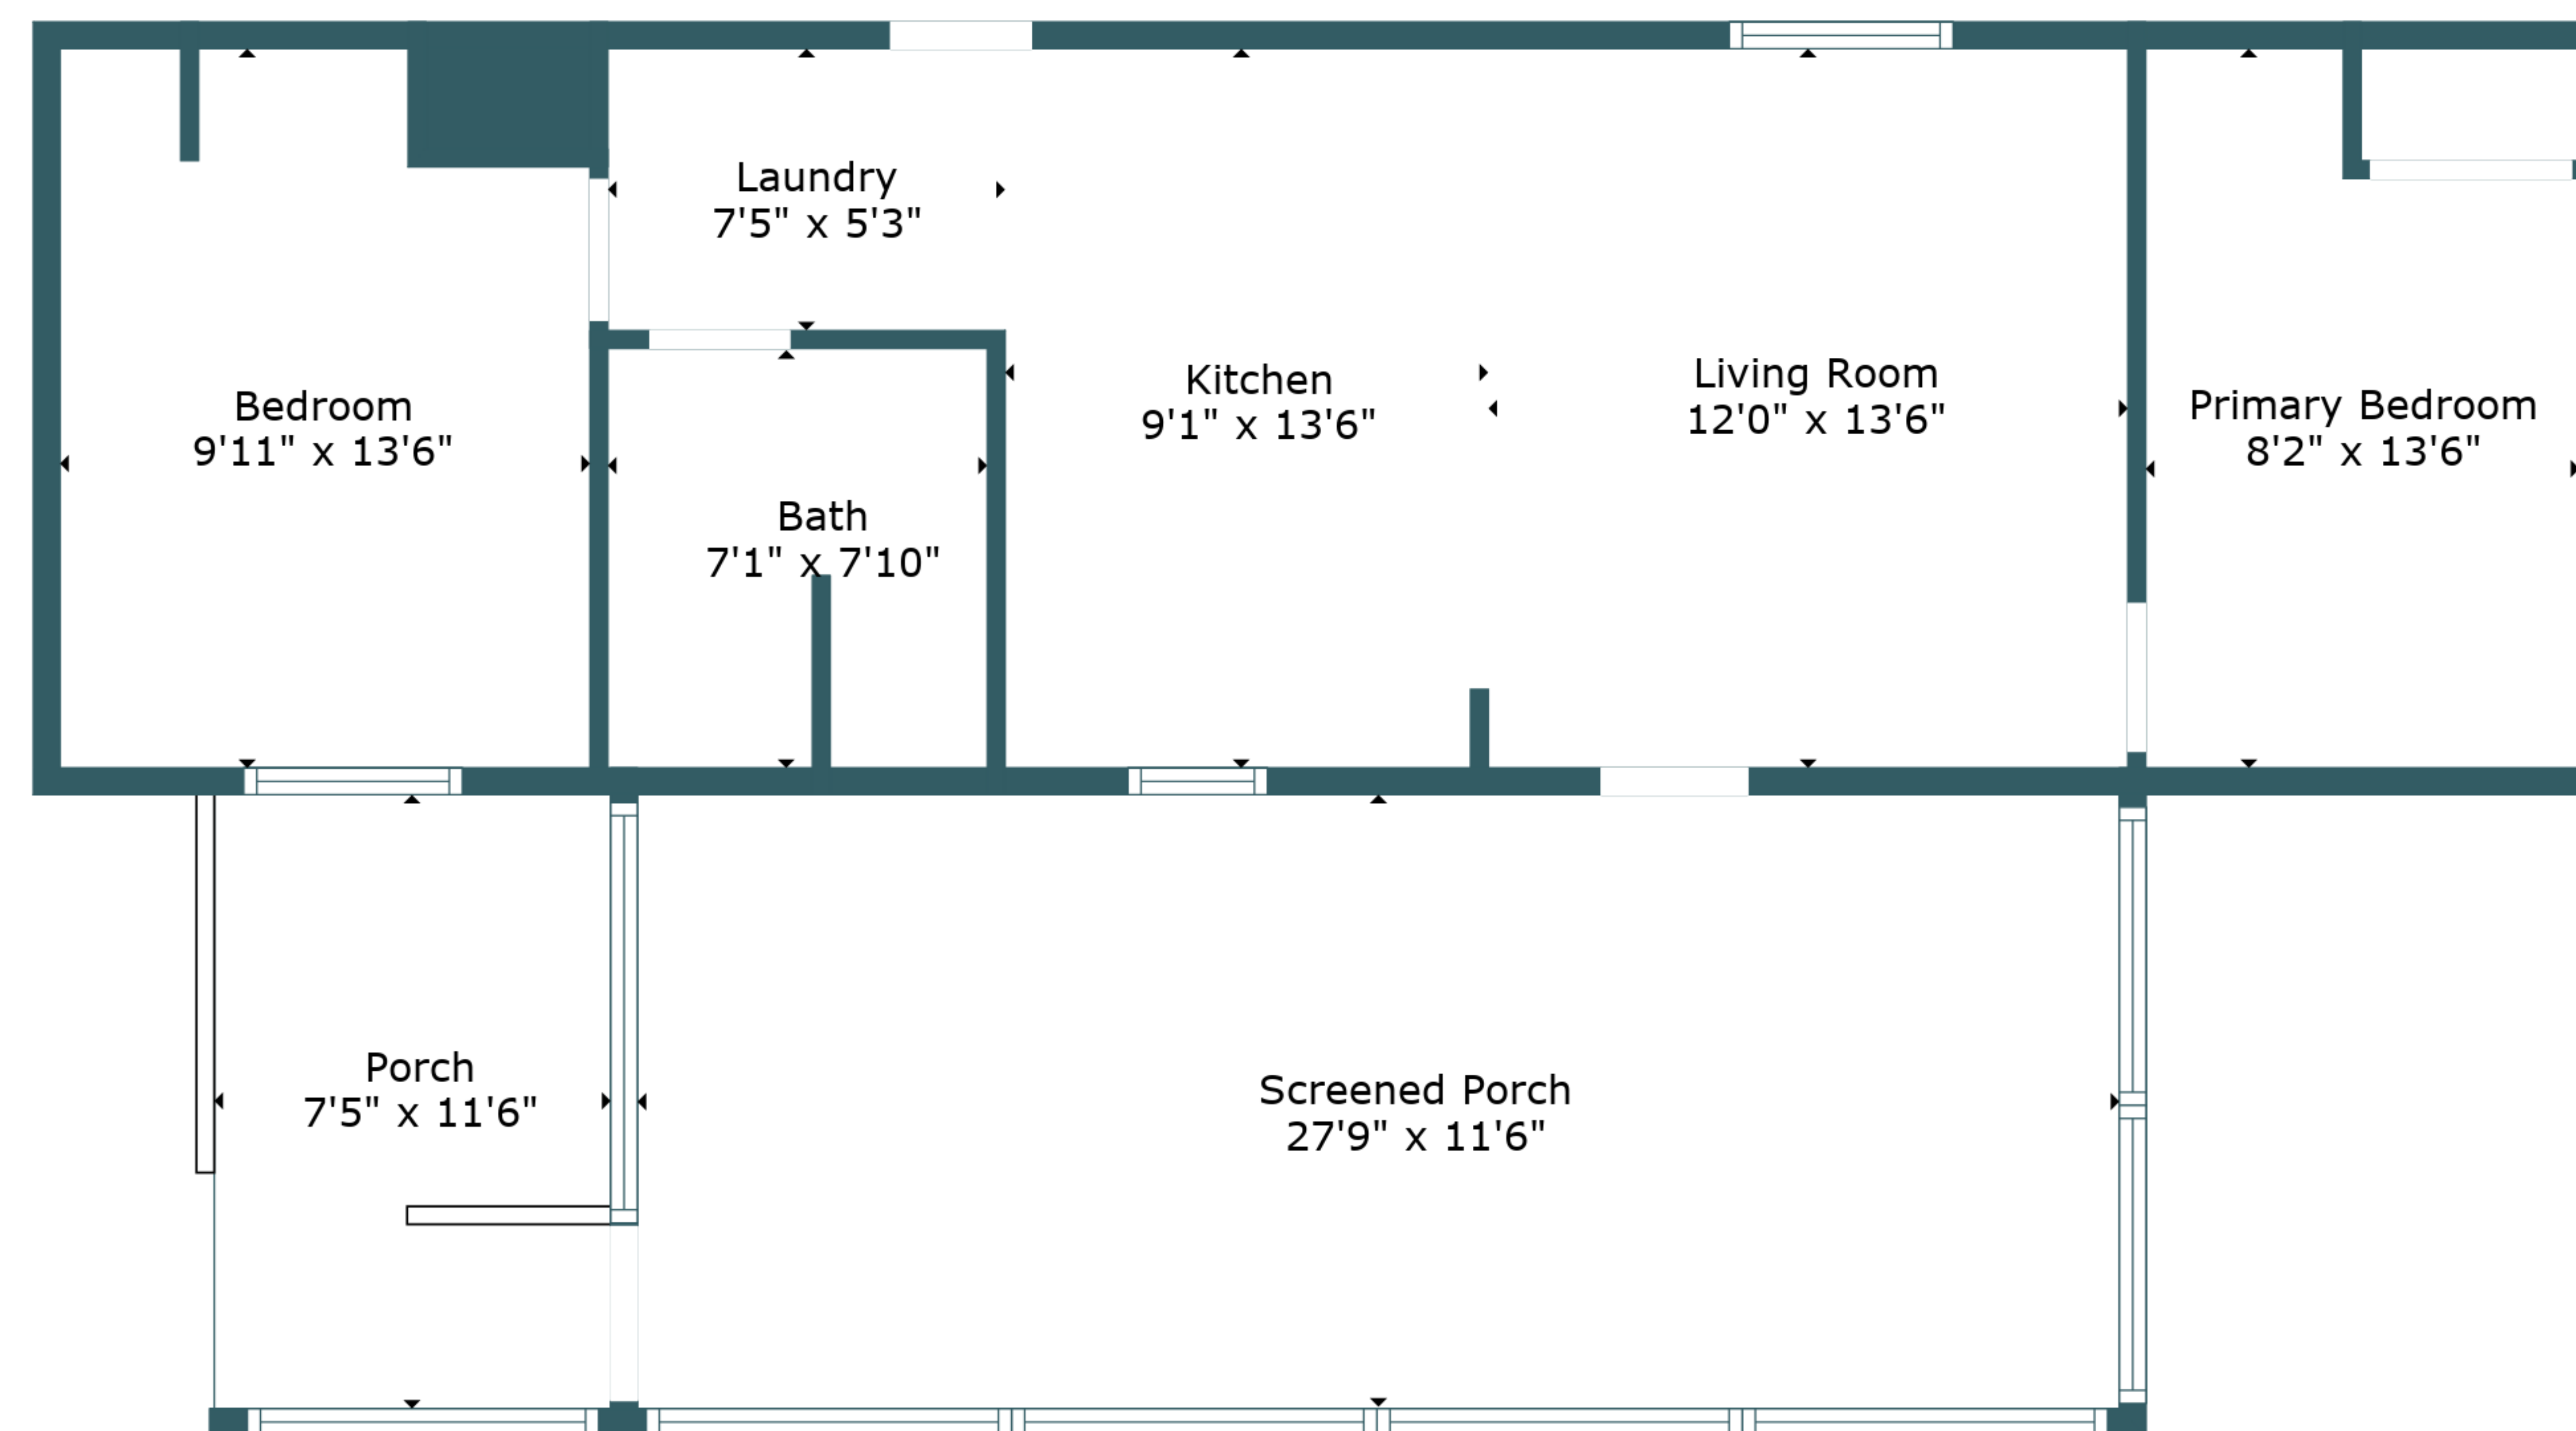 Laundry
7'5" x 5'3"
Kitchen
9'1" x 13'6"
Living Room
12'0" x 13'6"
Primary Bedroom
8'2" x 13'6"
Bedroom
9'11" x 13'6"
Bath
7'1" x 7'10"
Porch
7'5" x 11'6"
Screened Porch
27'9" x 11'6"